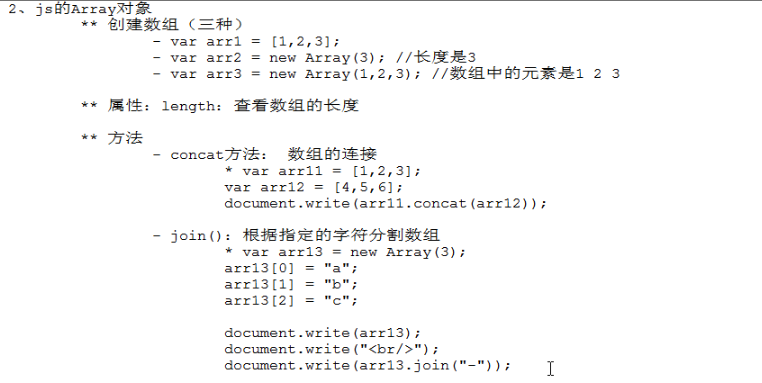 2、js的Array对象
** 创建数组（三种）
- var arr1 = [1,2,3];
- var arr2 = new Array(3); //长度是3
- var arr3 = new Array(1,2,3); //数组中的元素是1 2 3
** 属性：length：查看数组的长度
** 方法
- concat方法： 数组的连接
* var arr11 = [1,2,3];
var arr12 = [4,5,6];
document.write(arr11.concat(arr12));
- join()：根据指定的字符分割数组
* var arr13 = new Array(3);
arr13[0] = "a";
arr13[1] = "b";
arr13[2] = "c";
document.write(arr13);
document.write("<br/>");
document.write(arr13.join("-"));